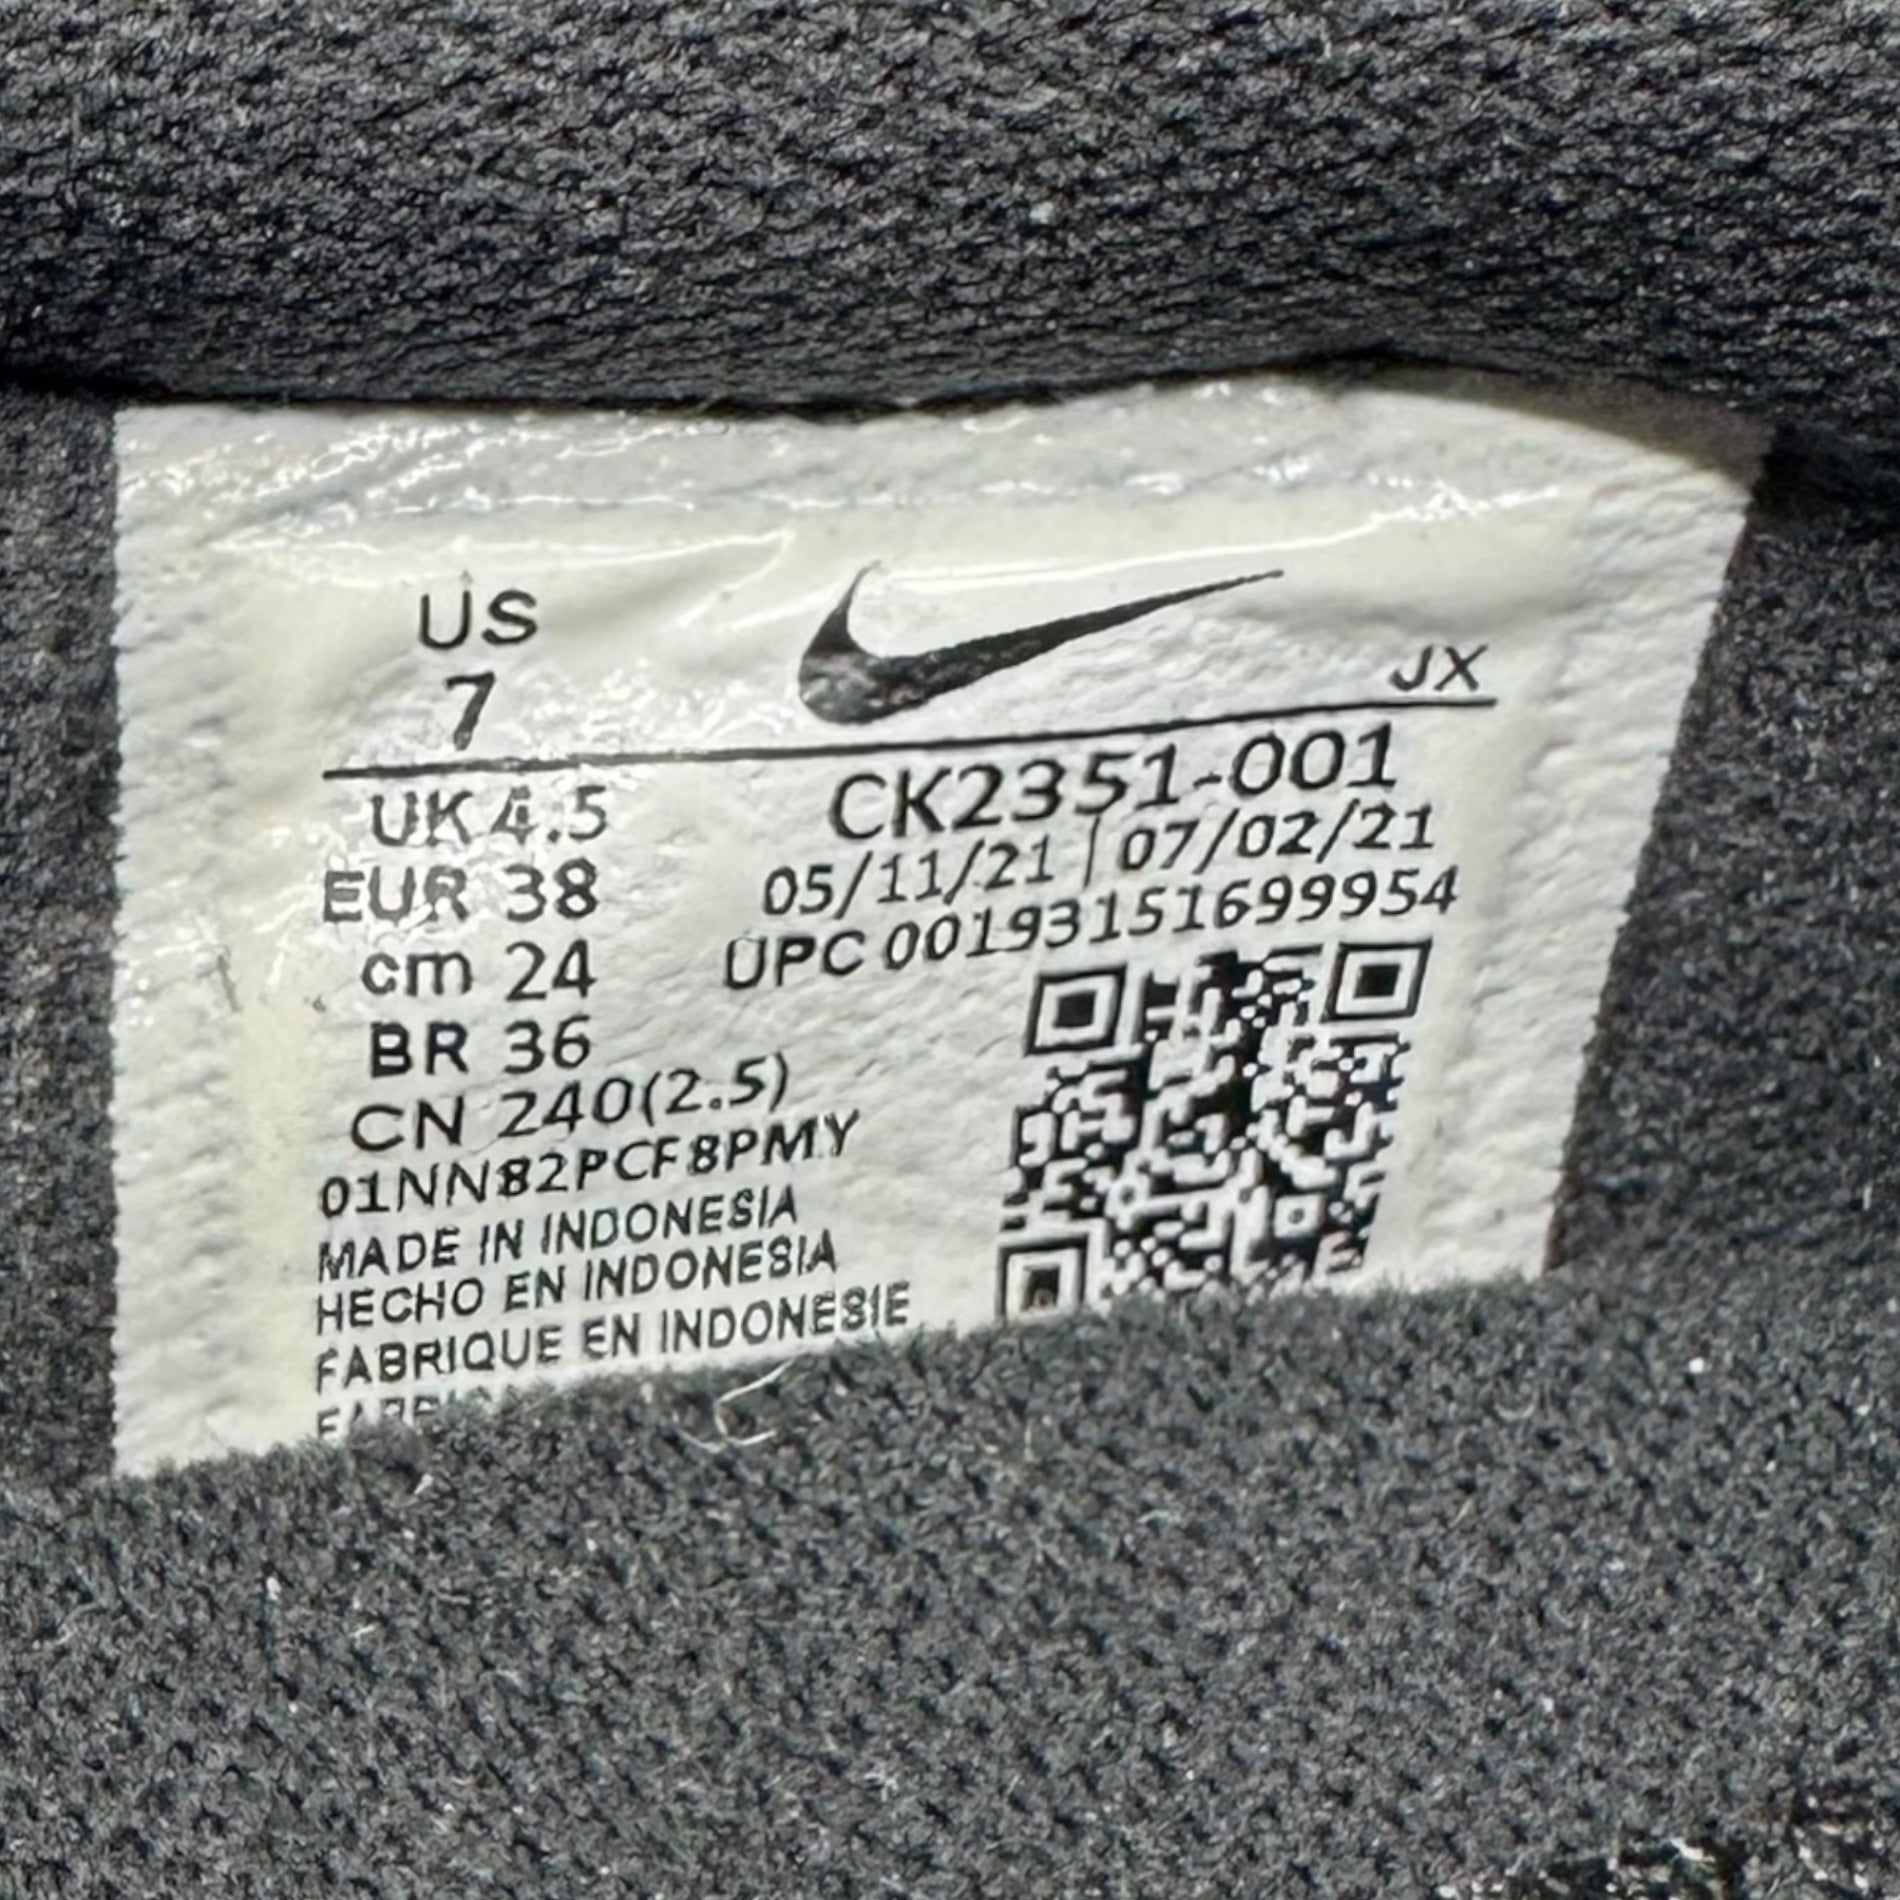 US
7
JX
UK 4.5
EUR 38
cm 24
BR 36
CN 240(2.5)
CK2351-001
05/11/21 | 07/02/21
UPC 00193151699954
01NN82PCF8PMY
MADE IN INDONESIA
HECHO EN INDONESIA
FABRIQUE EN INDONESIE